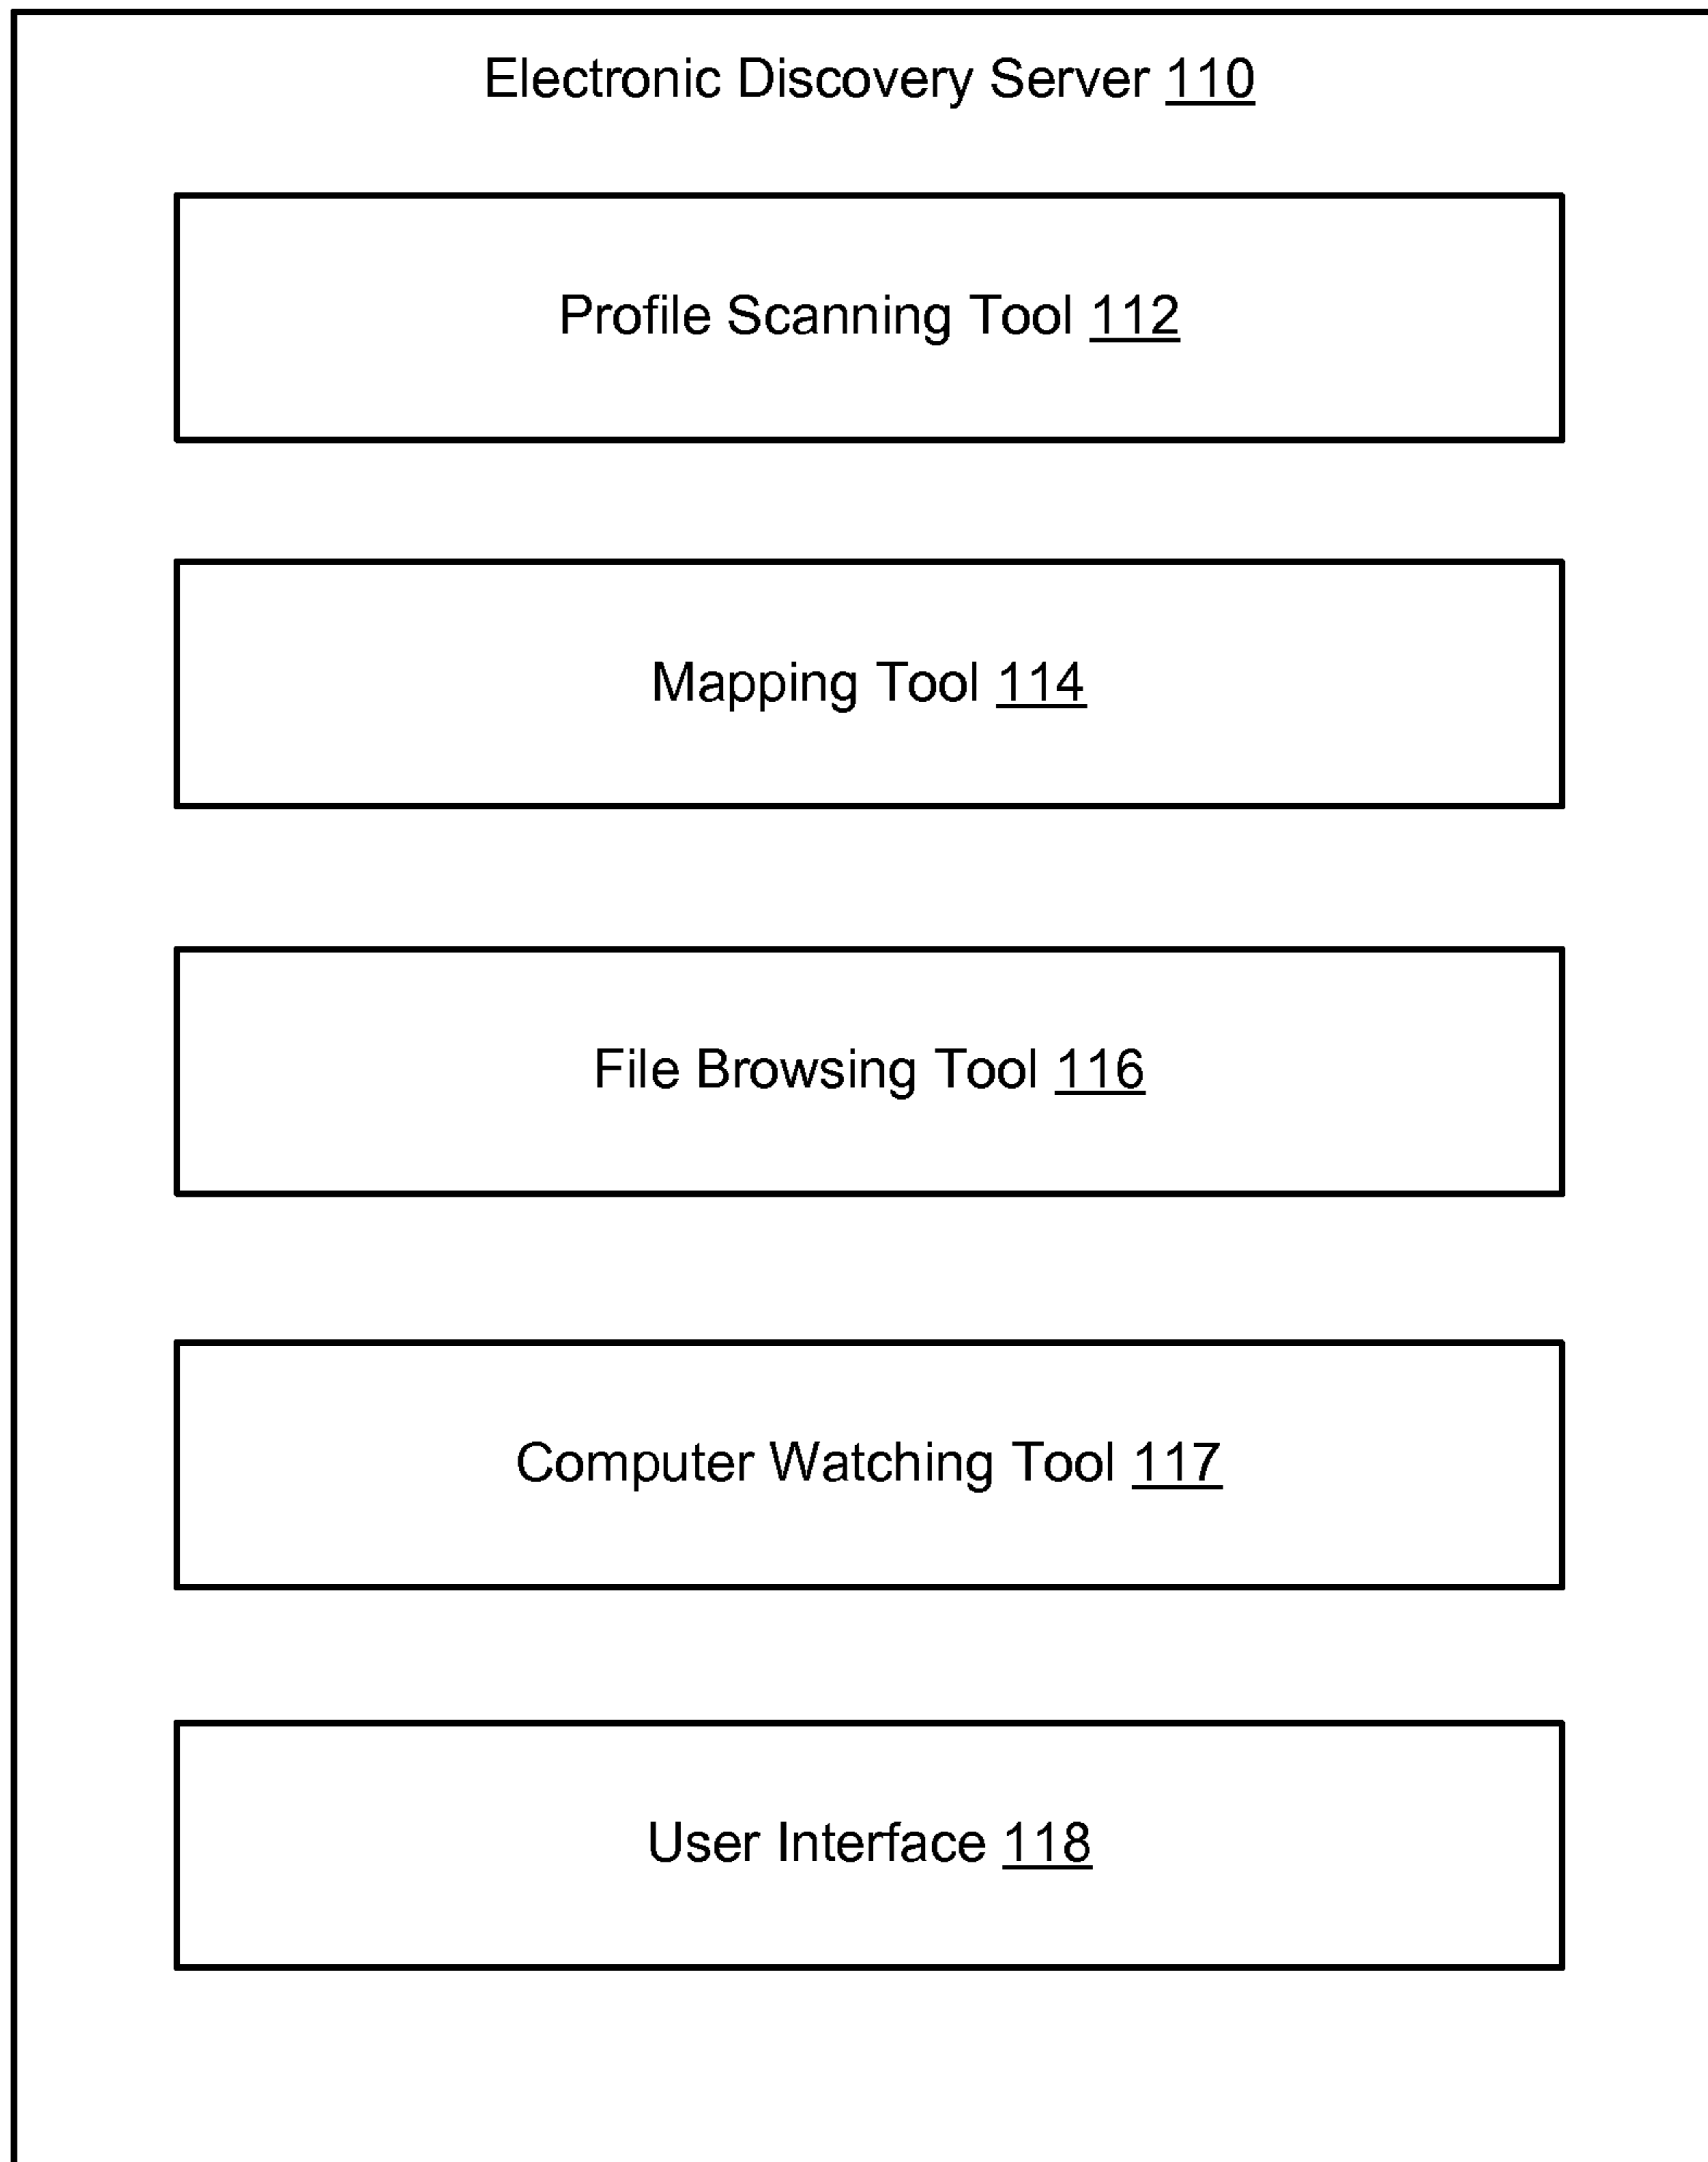 Electronic Discovery Server 110
Profile Scanning Tool 112
Mapping Tool 114
File Browsing Tool 116
Computer Watching Tool 117
User Interface 118